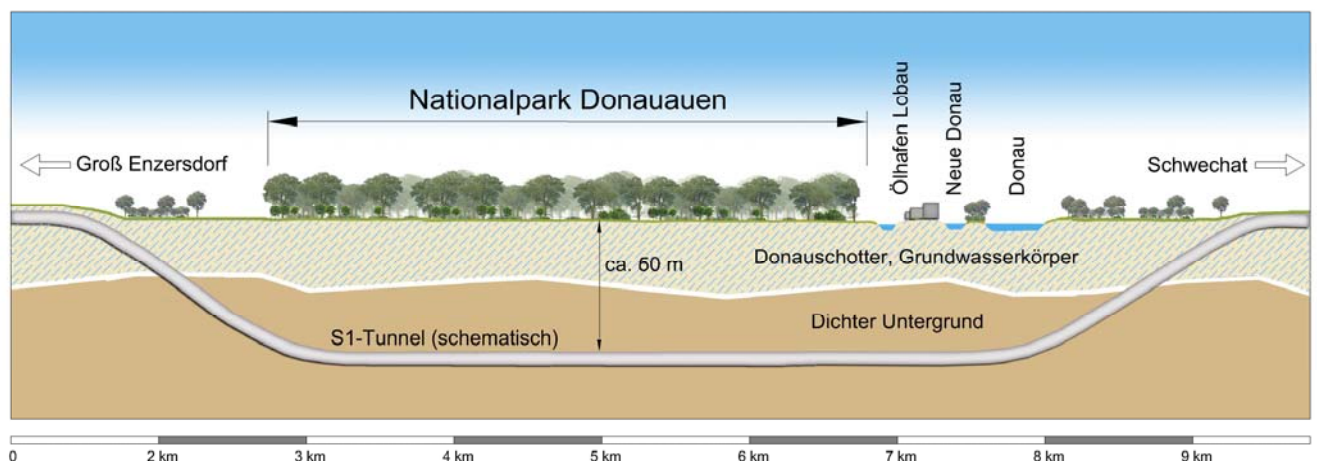 Nationalpark Donauauen
Ölhafen Lobau
Neue Donau
Donau
Groß Enzersdorf
Schwechat
ca. 60 m
Donauschotter, Grundwasserkörper
Dichter Untergrund
S1-Tunnel (schematisch)
0 2 km 3 km 4 km 5 km 6 km 7 km 8 km 9 km